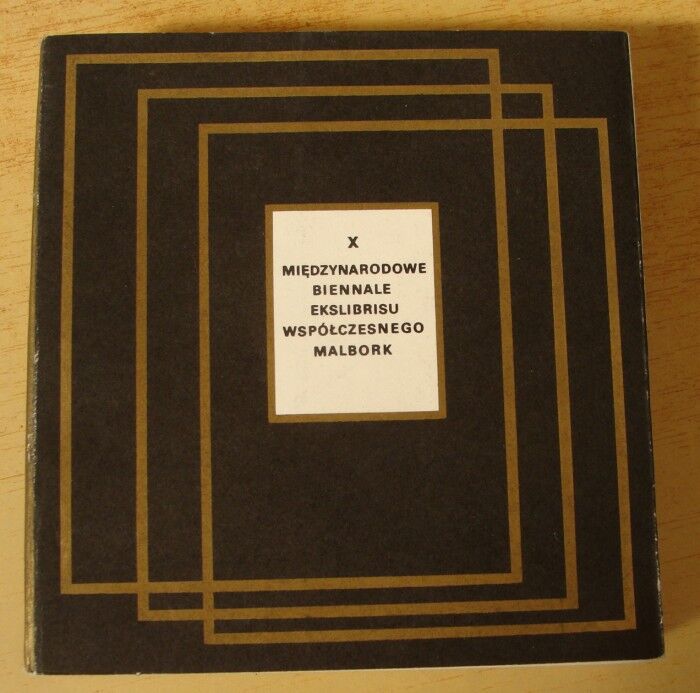 X
MIĘDZYNARODOWE
BIENNALE
EKSLIBRISU
WSPÓŁCZESNEGO
MALBORK